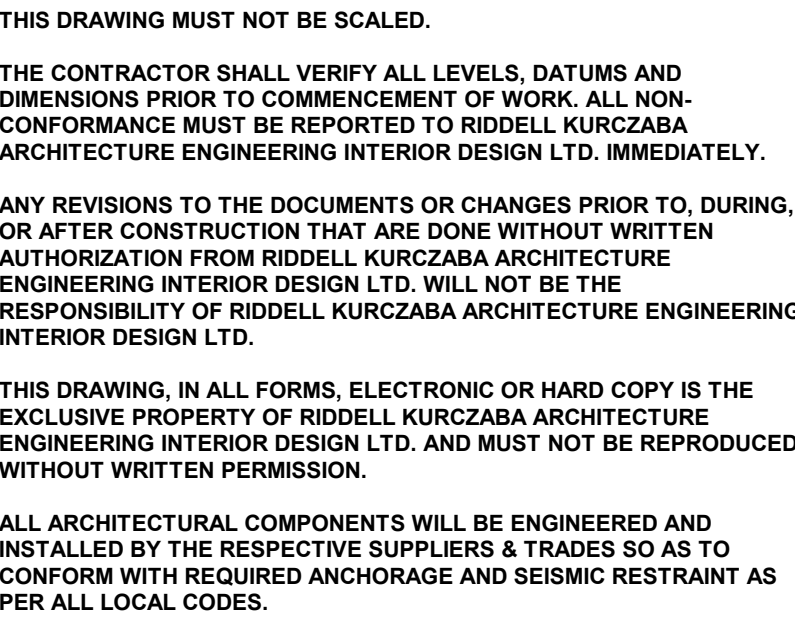 THIS DRAWING MUST NOT BE SCALED.
THE CONTRACTOR SHALL VERIFY ALL LEVELS, DATUMS AND
DIMENSIONS PRIOR TO COMMENCEMENT OF WORK. ALL NON-
CONFORMANCE MUST BE REPORTED TO RIDDELL KURCZABA
ARCHITECTURE ENGINEERING INTERIOR DESIGN LTD. IMMEDIATELY.
ANY REVISIONS TO THE DOCUMENTS OR CHANGES PRIOR TO, DURING,
OR AFTER CONSTRUCTION THAT ARE DONE WITHOUT WRITTEN
AUTHORIZATION FROM RIDDELL KURCZABA ARCHITECTURE
ENGINEERING INTERIOR DESIGN LTD. WILL NOT BE THE
RESPONSIBILITY OF RIDDELL KURCZABA ARCHITECTURE ENGINEERING
INTERIOR DESIGN LTD.
THIS DRAWING, IN ALL FORMS, ELECTRONIC OR HARD COPY IS THE
EXCLUSIVE PROPERTY OF RIDDELL KURCZABA ARCHITECTURE
ENGINEERING INTERIOR DESIGN LTD. AND MUST NOT BE REPRODUCED
WITHOUT WRITTEN PERMISSION.
ALL ARCHITECTURAL COMPONENTS WILL BE ENGINEERED AND
INSTALLED BY THE RESPECTIVE SUPPLIERS & TRADES SO AS TO
CONFORM WITH REQUIRED ANCHORAGE AND SEISMIC RESTRAINT AS
PER ALL LOCAL CODES.